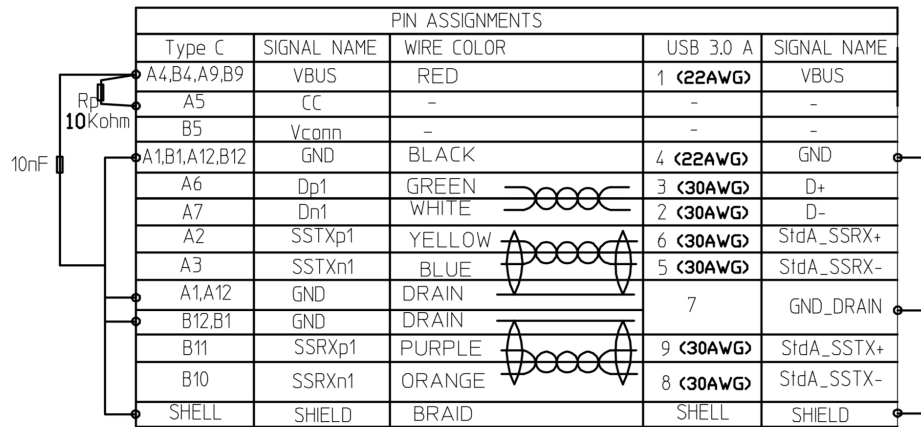 PIN ASSIGNMENTS
Type C SIGNAL NAME WIRE COLOR USB 3.0 A SIGNAL NAME
A4,B4,A9,B9 VBUS RED 1 (22AWG) VBUS
Rp A5 CC - - -
10Kohm B5 Vconn - - -
10nF A1,B1,A12,B12 GND BLACK 4 (22AWG) GND
A6 Dp1 GREEN 3 (30AWG) D+
A7 Dn1 WHITE 2 (30AWG) D-
A2 SSTXp1 YELLOW 6 (30AWG) StdA_SSRX+
A3 SSTXn1 BLUE 5 (30AWG) StdA_SSRX-
A1,A12 GND DRAIN 7 GND_DRAIN
B12,B1 GND DRAIN
B11 SSRXp1 PURPLE 9 (30AWG) StdA_SSTX+
B10 SSRXn1 ORANGE 8 (30AWG) StdA_SSTX-
SHELL SHIELD BRAID SHELL SHIELD